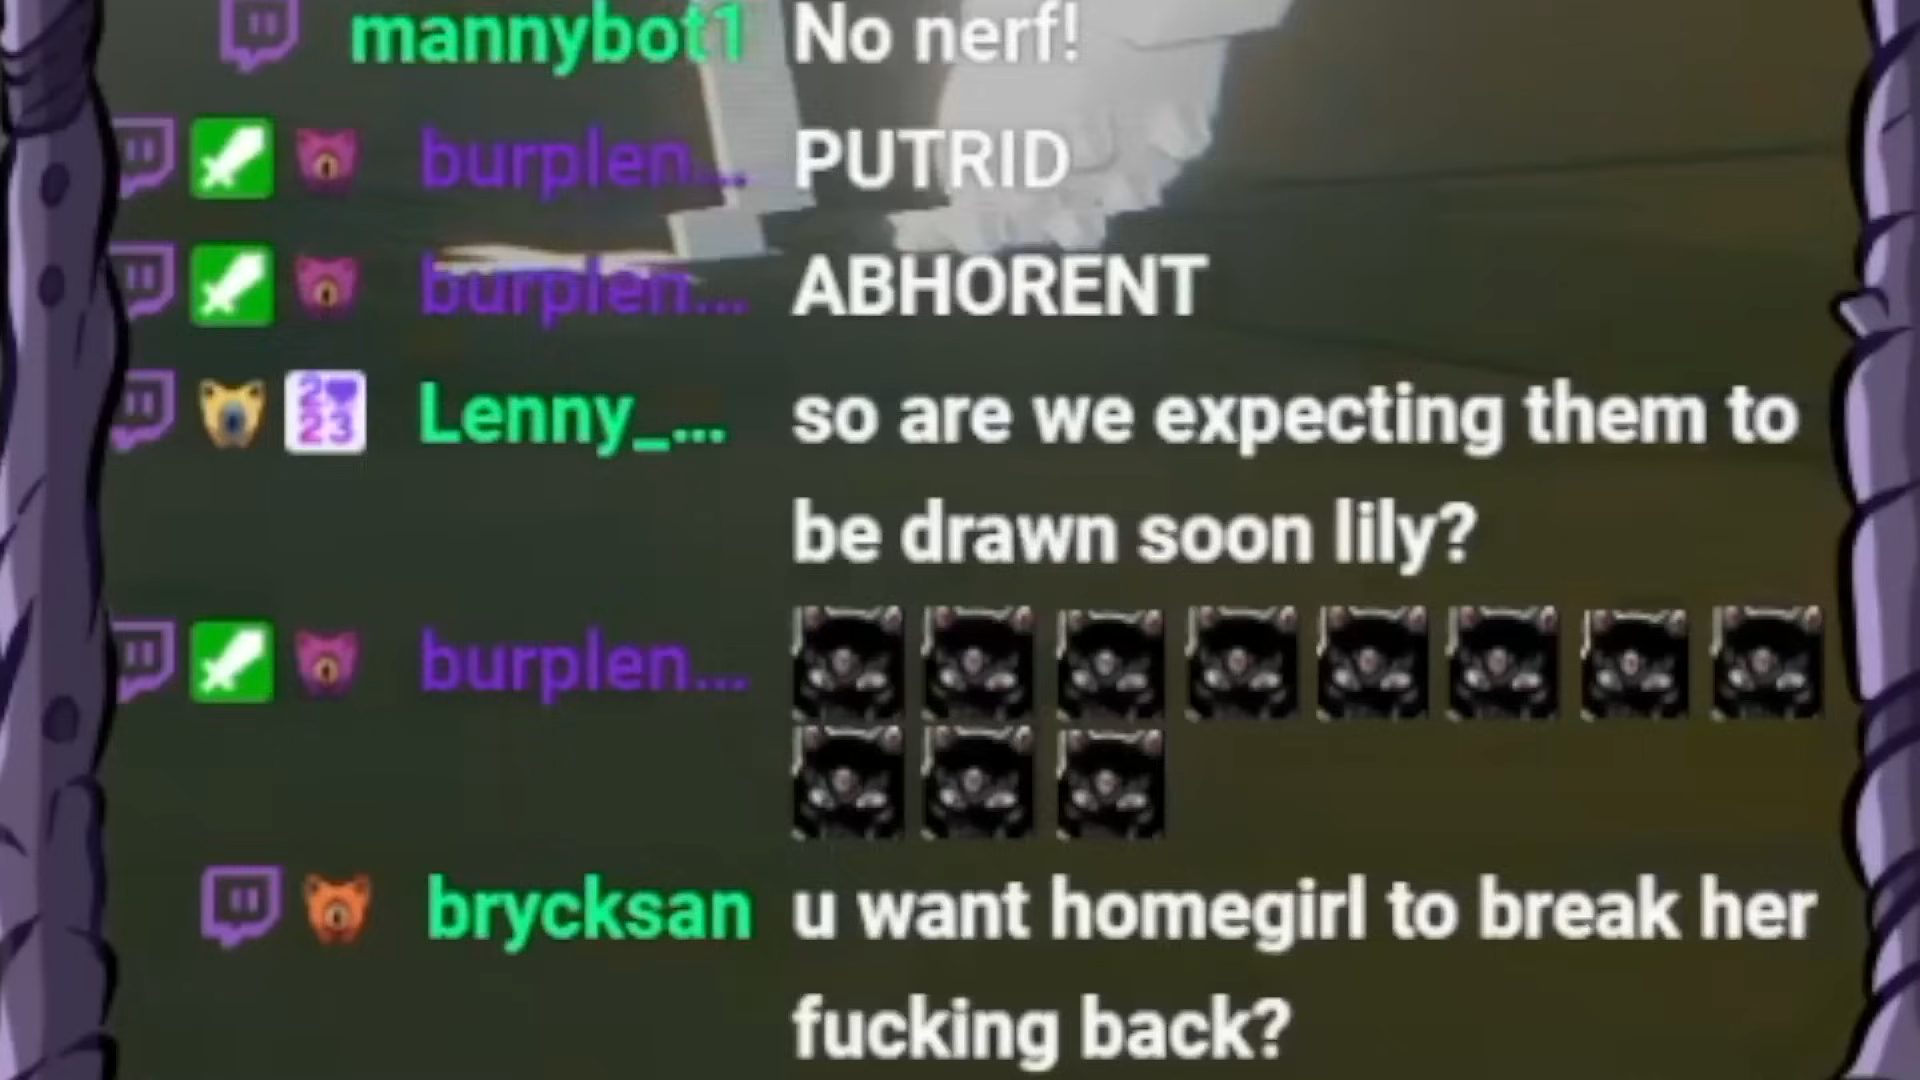 mannybot1 No nerf!
burplen... PUTRID
burplen... ABHORENT
Lenny_... so are we expecting them to
be drawn soon lily?
burplen...
brycksan u want homegirl to break her
fucking back?